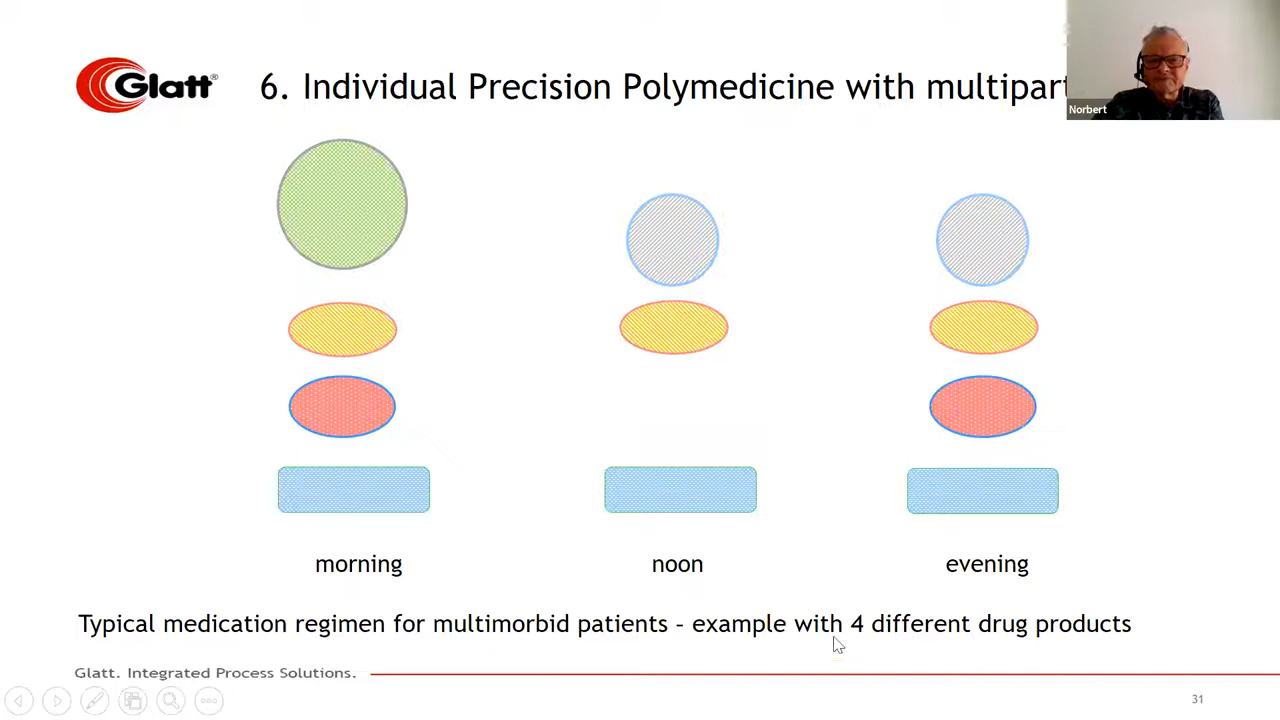 Glatt®
6. Individual Precision Polymedicine with multipart
Norbert
morning
noon
evening
Typical medication regimen for multimorbid patients – example with 4 different drug products
Glatt. Integrated Process Solutions.
31